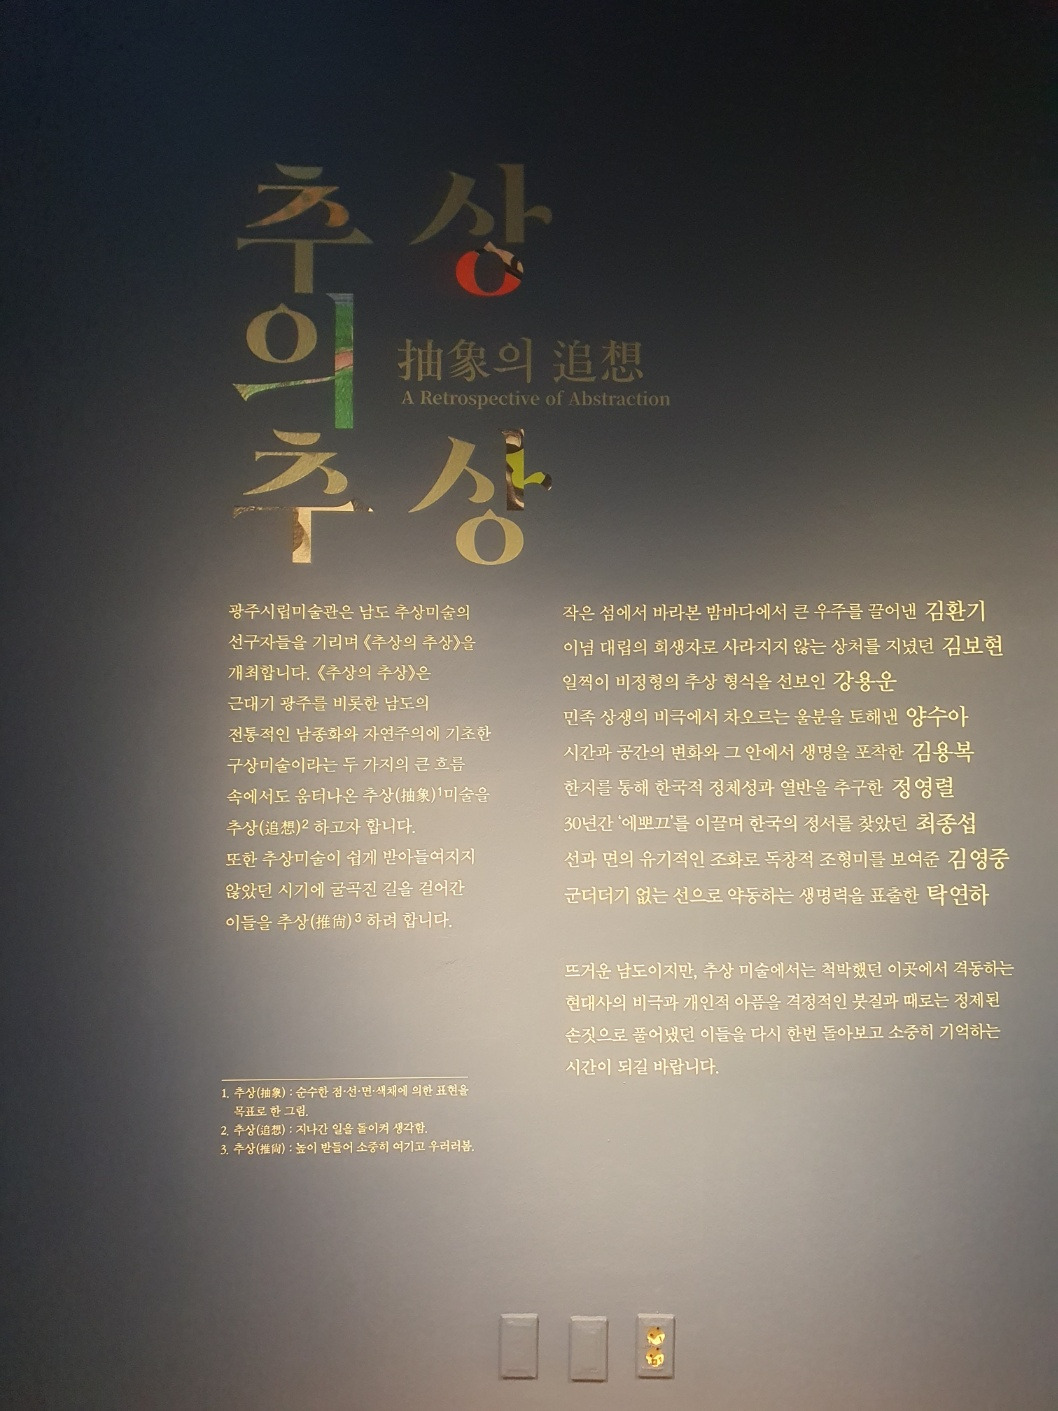 추상
의
추상
抽象의 追想
A Retrospective of Abstraction
광주시립미술관은 남도 추상미술의
선구자들을 기리며 《추상의 추상》을
개최합니다. 《추상의 추상》은
근대기 광주를 비롯한 남도의
전통적인 남종화와 자연주의에 기초한
구상미술이라는 두 가지의 큰 흐름
속에서도 움터나온 추상(抽象)¹미술을
추상(追想)² 하고자 합니다.
또한 추상미술이 쉽게 받아들여지지
않았던 시기에 굴곡진 길을 걸어간
이들을 추상(推尙)³ 하려 합니다.
1. 추상(抽象) : 순수한 점·선·면·색채에 의한 표현을
목표로 한 그림.
2. 추상(追想) : 지나간 일을 돌이켜 생각함.
3. 추상(推尙) : 높이 받들어 소중히 여기고 우러러봄.
작은 섬에서 바라본 밤바다에서 큰 우주를 끌어낸 김환기
이념 대립의 희생자로 사라지지 않는 상처를 지녔던 김보현
일찍이 비정형의 추상 형식을 선보인 강용운
민족 상쟁의 비극에서 차오르는 울분을 토해낸 양수아
시간과 공간의 변화와 그 안에서 생명을 포착한 김용복
한지를 통해 한국적 정체성과 열반을 추구한 정영렬
30년간 '에뽀끄'를 이끌며 한국의 정서를 찾았던 최종섭
선과 면의 유기적인 조화로 독창적 조형미를 보여준 김영중
군더더기 없는 선으로 약동하는 생명력을 표출한 탁연하
뜨거운 남도이지만, 추상 미술에서는 척박했던 이곳에서 격동하는
현대사의 비극과 개인적 아픔을 격정적인 붓질과 때로는 정제된
손짓으로 풀어냈던 이들을 다시 한번 돌아보고 소중히 기억하는
시간이 되길 바랍니다.